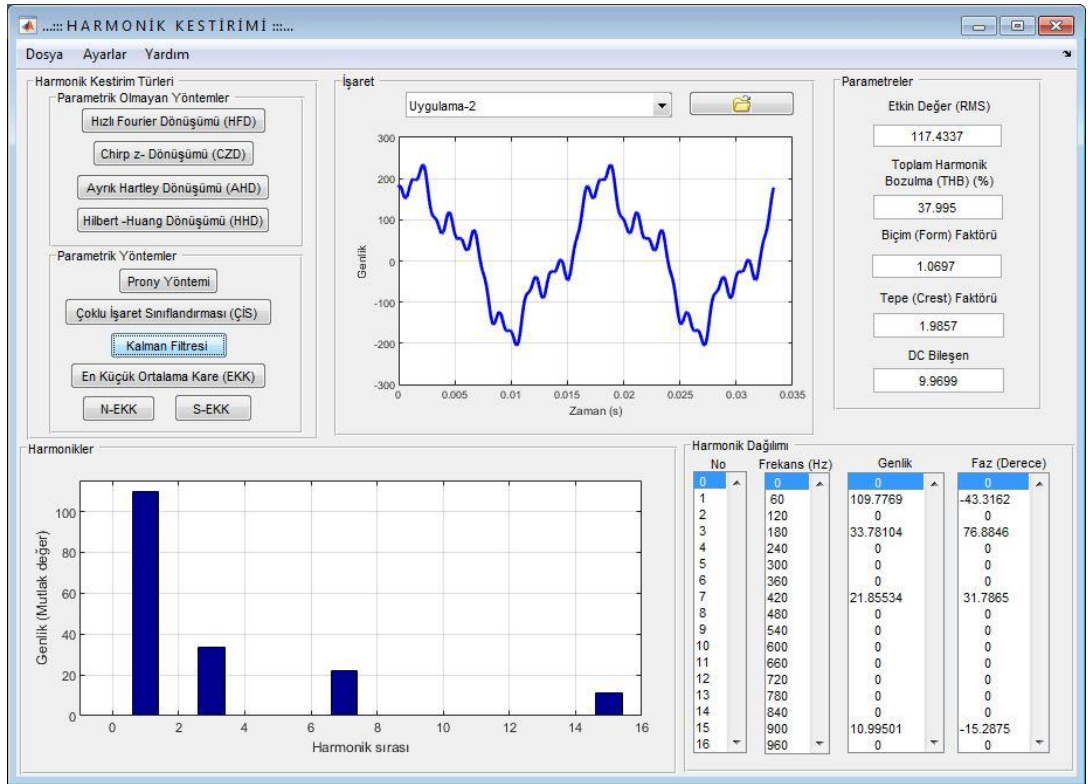 ...::: HARMONİK KESTİRİMİ :::...
Dosya Ayarlar Yardım
Harmonik Kestirim Türleri
Parametrik Olmayan Yöntemler
Hızlı Fourier Dönüşümü (HFD)
Chirp z- Dönüşümü (CZD)
Ayrık Hartley Dönüşümü (AHD)
Hilbert -Huang Dönüşümü (HHD)
Parametrik Yöntemler
Prony Yöntemi
Çoklu İşaret Sınıflandırması (ÇİS)
Kalman Filtresi
En Küçük Ortalama Kare (EKK)
N-EKK S-EKK
İşaret
Uygulama-2
300
200
100
0
-100
-200
-300
Genlik
0 0.005 0.01 0.015 0.02 0.025 0.03 0.035
Zaman (s)
Parametreler
Etkin Değer (RMS)
117.4337
Toplam Harmonik
Bozulma (THB) (%)
37.995
Biçim (Form) Faktörü
1.0697
Tepe (Crest) Faktörü
1.9857
DC Bileşen
9.9699
Harmonikler
100
80
60
40
20
0
Genlik (Mutlak değer)
0 2 4 6 8 10 12 14 16
Harmonik sırası
Harmonik Dağılımı
No Frekans (Hz) Genlik Faz (Derece)
0 0 0 0
1 60 109.7769 -43.3162
2 120 0 0
3 180 33.78104 76.8846
4 240 0 0
5 300 0 0
6 360 0 0
7 420 21.85534 31.7865
8 480 0 0
9 540 0 0
10 600 0 0
11 660 0 0
12 720 0 0
13 780 0 0
14 840 0 0
15 900 10.99501 -15.2875
16 960 0 0